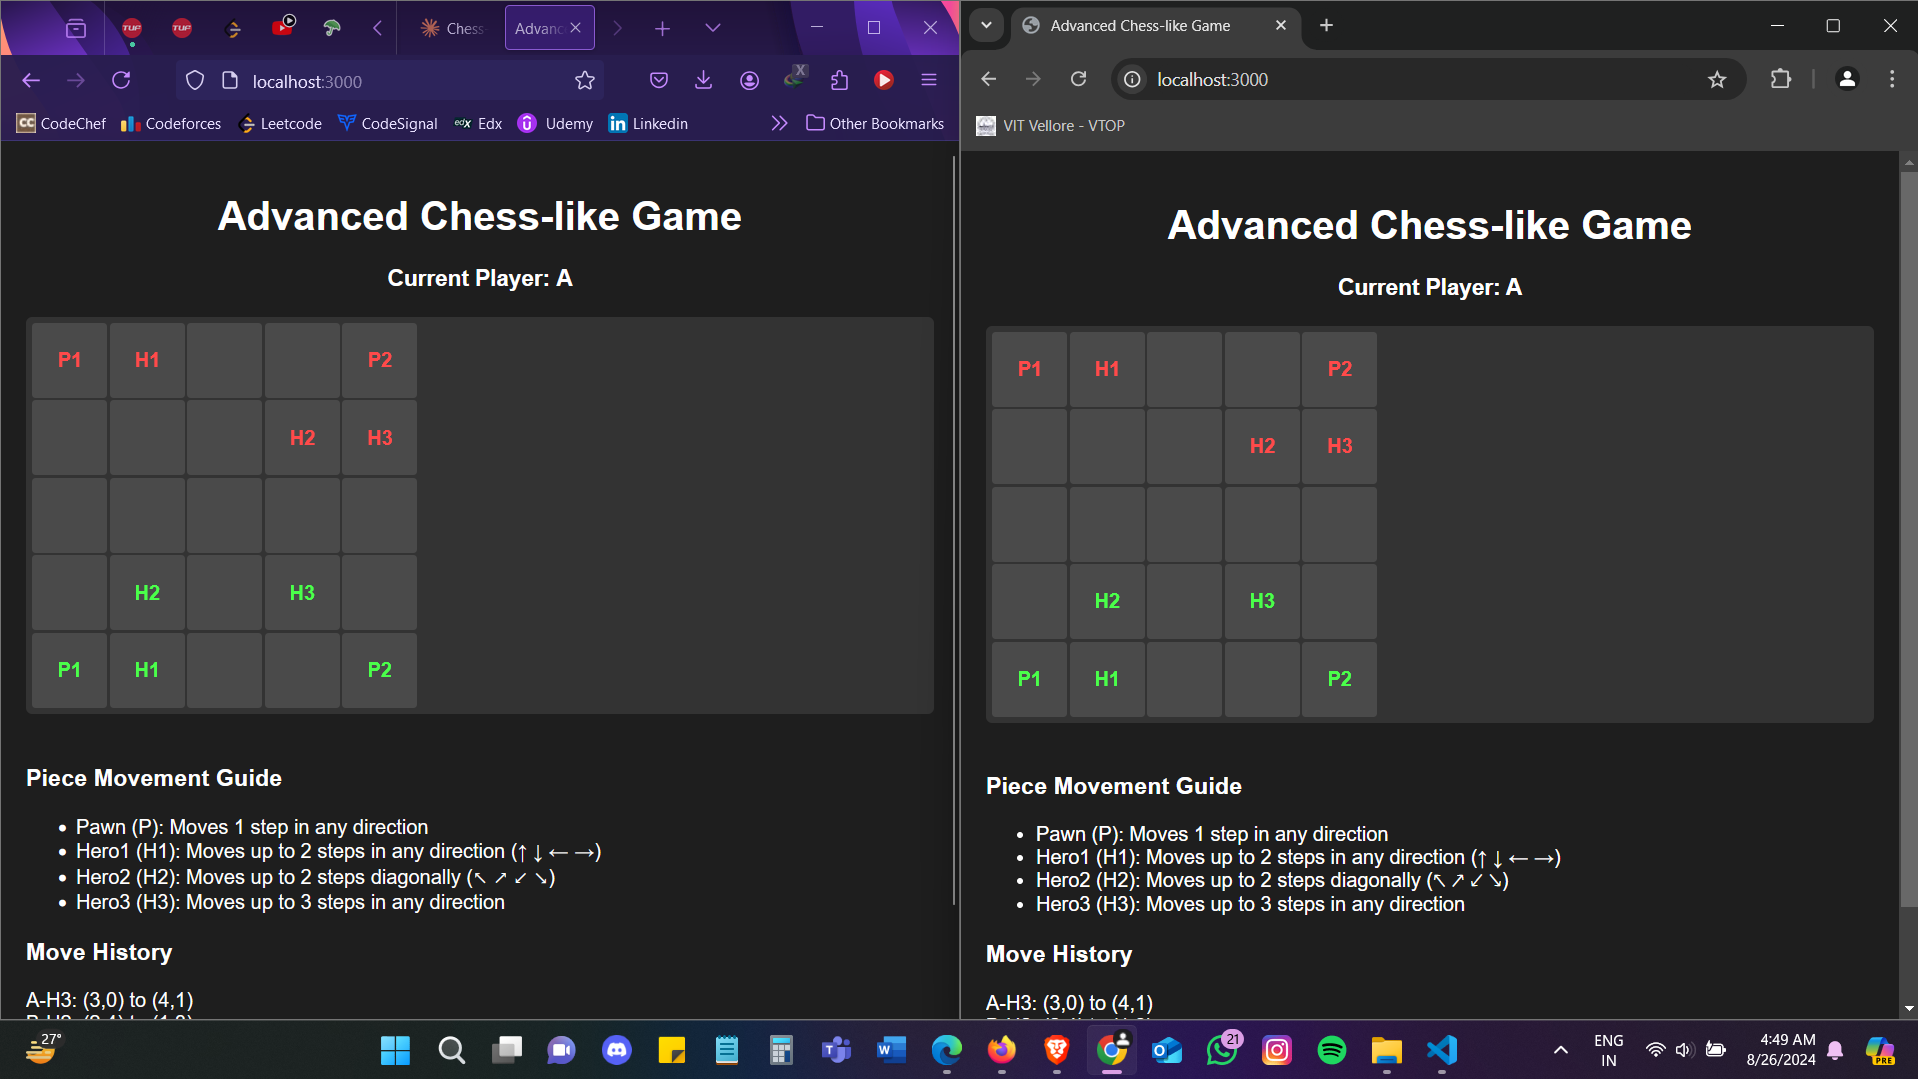 Chess
Advanc
localhost:3000
CodeChef Codeforces Leetcode CodeSignal Edx Udemy Linkedin Other Bookmarks
Advanced Chess-like Game
Current Player: A
P1 H1 P2
H2 H3
H2 H3
P1 H1 P2
Piece Movement Guide
• Pawn (P): Moves 1 step in any direction
• Hero1 (H1): Moves up to 2 steps in any direction (↑↓←→)
• Hero2 (H2): Moves up to 2 steps diagonally (↖↗↙↘)
• Hero3 (H3): Moves up to 3 steps in any direction
Move History
A-H3: (3,0) to (4,1)
Advanced Chess-like Game
localhost:3000
VIT Vellore - VTOP
Advanced Chess-like Game
Current Player: A
P1 H1 P2
H2 H3
H2 H3
P1 H1 P2
Piece Movement Guide
• Pawn (P): Moves 1 step in any direction
• Hero1 (H1): Moves up to 2 steps in any direction (↑↓←→)
• Hero2 (H2): Moves up to 2 steps diagonally (↖↗↙↘)
• Hero3 (H3): Moves up to 3 steps in any direction
Move History
A-H3: (3,0) to (4,1)
27°
21
ENG
IN
4:49 AM
8/26/2024
PRE